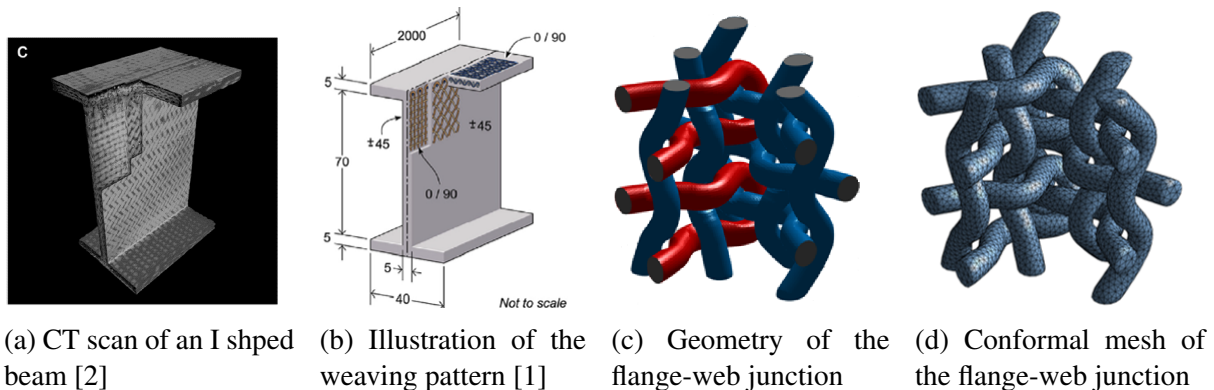 C
2000
0 / 90
5
±45
±45
70
0 / 90
5
5
40
Not to scale
(a) CT scan of an I shped
beam [2]
(b) Illustration of the
weaving pattern [1]
(c) Geometry of the
flange-web junction
(d) Conformal mesh of
the flange-web junction